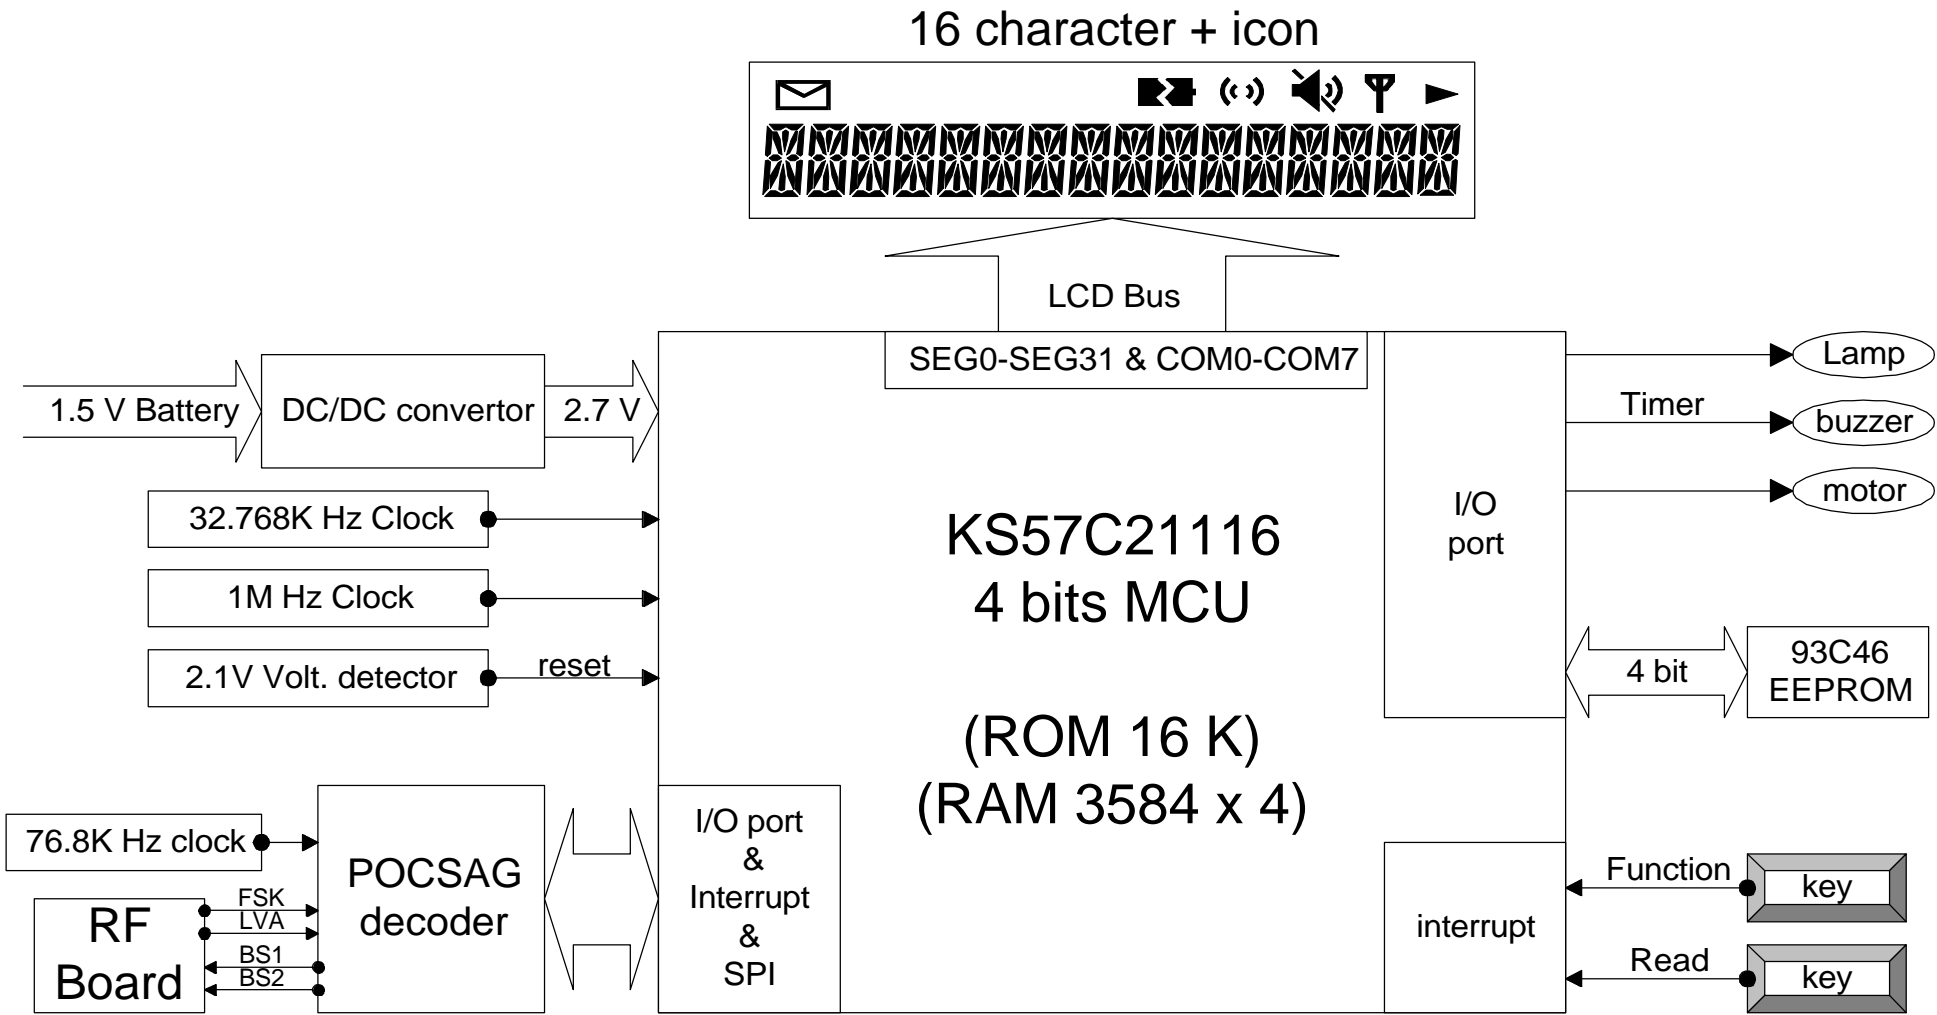 16 character + icon
LCD Bus
SEG0-SEG31 & COM0-COM7
1.5 V Battery
DC/DC convertor
2.7 V
32.768K Hz Clock
1M Hz Clock
2.1V Volt. detector
reset
KS57C21116
4 bits MCU
(ROM 16 K)
(RAM 3584 x 4)
I/O
port
Lamp
Timer
buzzer
motor
4 bit
93C46
EEPROM
76.8K Hz clock
RF
Board
FSK
LVA
BS1
BS2
POCSAG
decoder
I/O port
&
Interrupt
&
SPI
interrupt
Function
key
Read
key